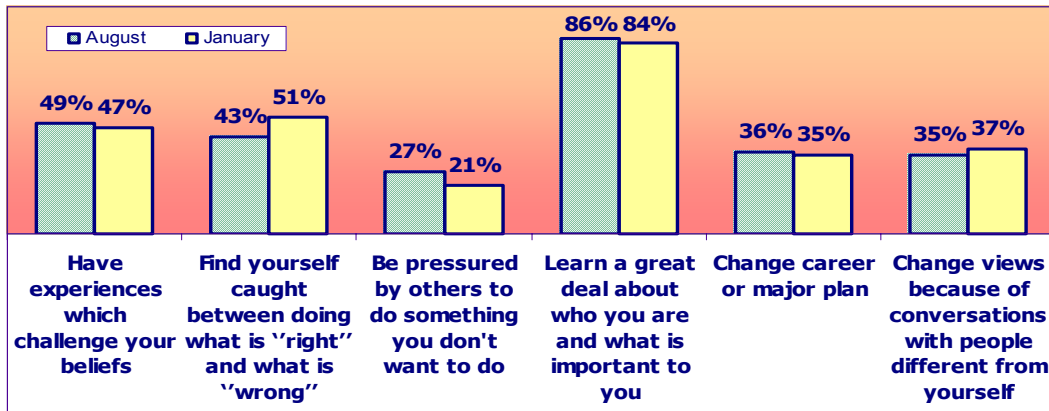 August January
49% 47%
43% 51%
27% 21%
86% 84%
36% 35%
35% 37%
Have
experiences
which
challenge your
beliefs
Find yourself
caught
between doing
what is ‘‘right’’
and what is
‘‘wrong’’
Be pressured
by others to
do something
you don't
want to do
Learn a great
deal about
who you are
and what is
important to
you
Change career
or major plan
Change views
because of
conversations
with people
different from
yourself